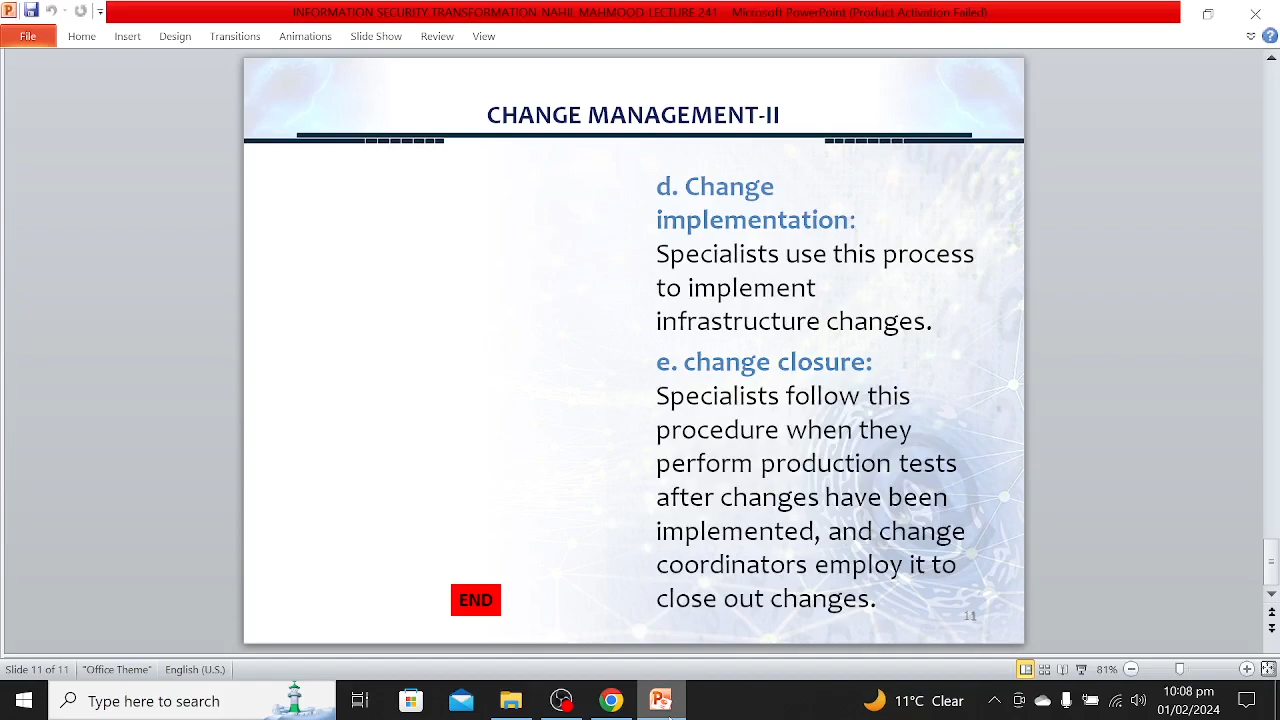 INFORMATION SECURITY TRANSFORMATION-NAHIL MAHMOOD-LECTURE 241 - Microsoft PowerPoint (Product Activation Failed)
File Home Insert Design Transitions Animations Slide Show Review View
CHANGE MANAGEMENT-II
d. Change
implementation:
Specialists use this process
to implement
infrastructure changes.
e. change closure:
Specialists follow this
procedure when they
perform production tests
after changes have been
implemented, and change
coordinators employ it to
close out changes.
END
11
Slide 11 of 11 "Office Theme" English (U.S.) 81%
Type here to search
11°C Clear
10:08 pm
01/02/2024